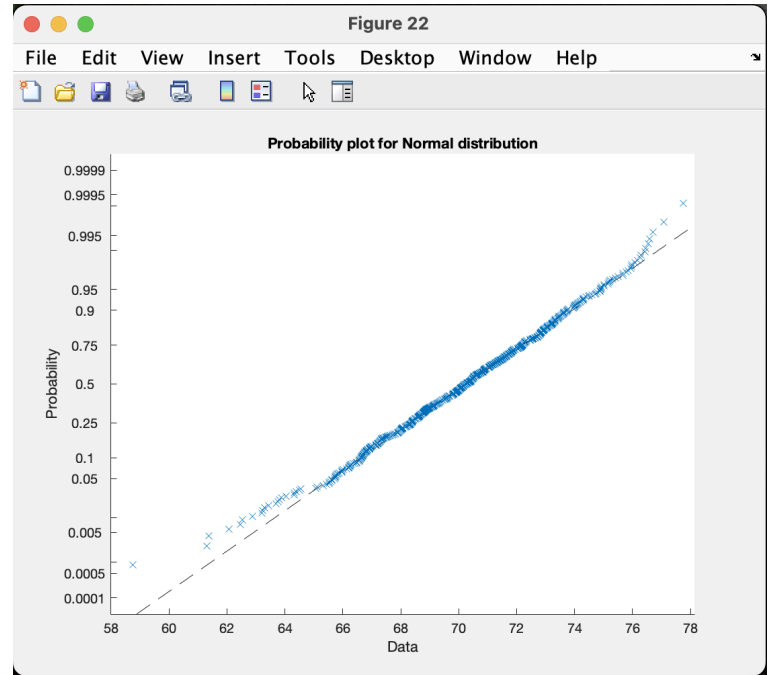 Figure 22
File Edit View Insert Tools Desktop Window Help
Probability plot for Normal distribution
0.9999
0.9995
0.995
0.95
0.9
0.75
0.5
0.25
0.1
0.05
0.005
0.0005
0.0001
Probability
58 60 62 64 66 68 70 72 74 76 78
Data